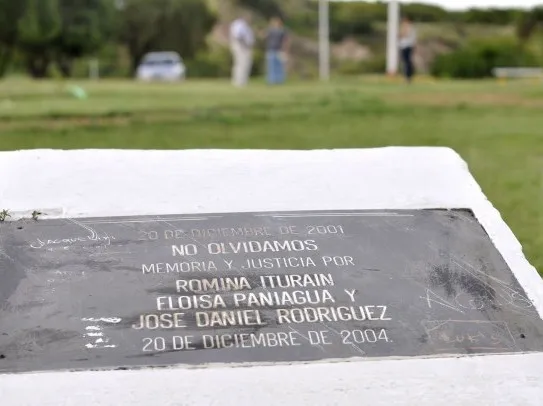 20 DE DICIEMBRE DE 2001
NO OLVIDAMOS
MEMORIA Y JUSTICIA POR
ROMINA ITURAIN
ELOISA PANIAGUA Y
JOSE DANIEL RODRIGUEZ
20 DE DICIEMBRE DE 2004.